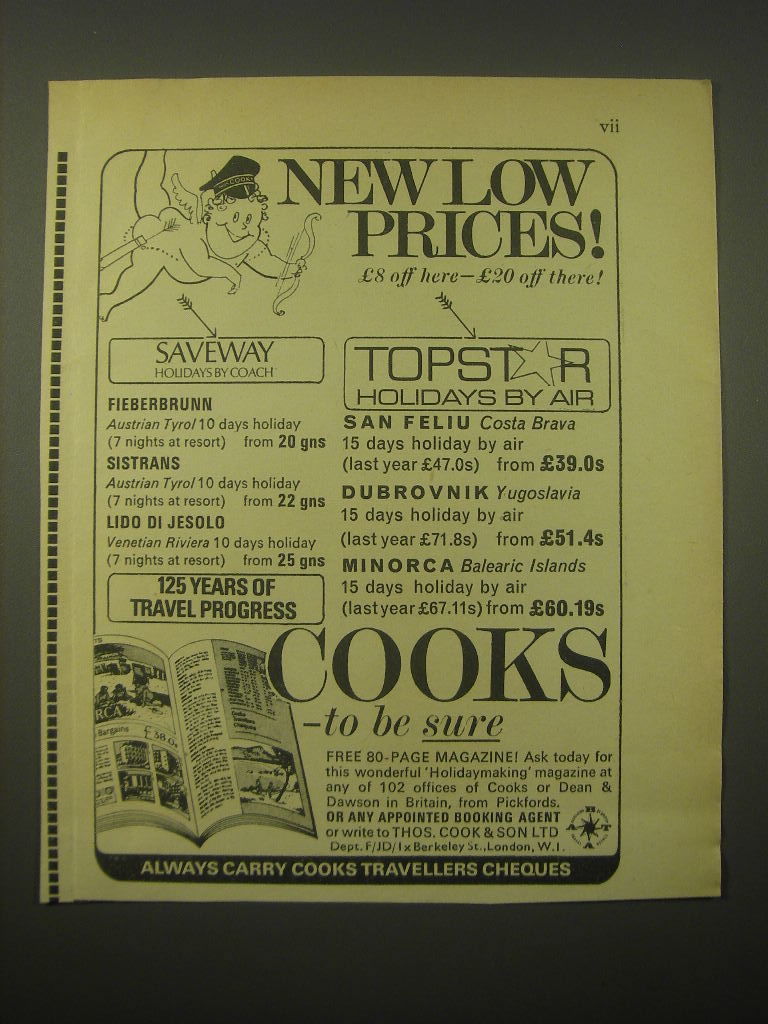 vii
COOKS
NEW LOW
PRICES!
£8 off here—£20 off there!
SAVEWAY
HOLIDAYS BY COACH
FIEBERBRUNN
Austrian Tyrol 10 days holiday
(7 nights at resort) from 20 gns
SISTRANS
Austrian Tyrol 10 days holiday
(7 nights at resort) from 22 gns
LIDO DI JESOLO
Venetian Riviera 10 days holiday
(7 nights at resort) from 25 gns
125 YEARS OF
TRAVEL PROGRESS
TOPSTAR
HOLIDAYS BY AIR
SAN FELIU Costa Brava
15 days holiday by air
(last year £47.0s) from £39.0s
DUBROVNIK Yugoslavia
15 days holiday by air
(last year £71.8s) from £51.4s
MINORCA Balearic Islands
15 days holiday by air
(last year £67.11s) from £60.19s
COOKS
–to be sure
RCA
Bargains £38.0s
FREE 80-PAGE MAGAZINE! Ask today for
this wonderful 'Holidaymaking' magazine at
any of 102 offices of Cooks or Dean &
Dawson in Britain, from Pickfords.
OR ANY APPOINTED BOOKING AGENT
or write to THOS. COOK & SON LTD
Dept. F/JD/1x Berkeley St., London, W.1.
A B T A
ALWAYS CARRY COOKS TRAVELLERS CHEQUES